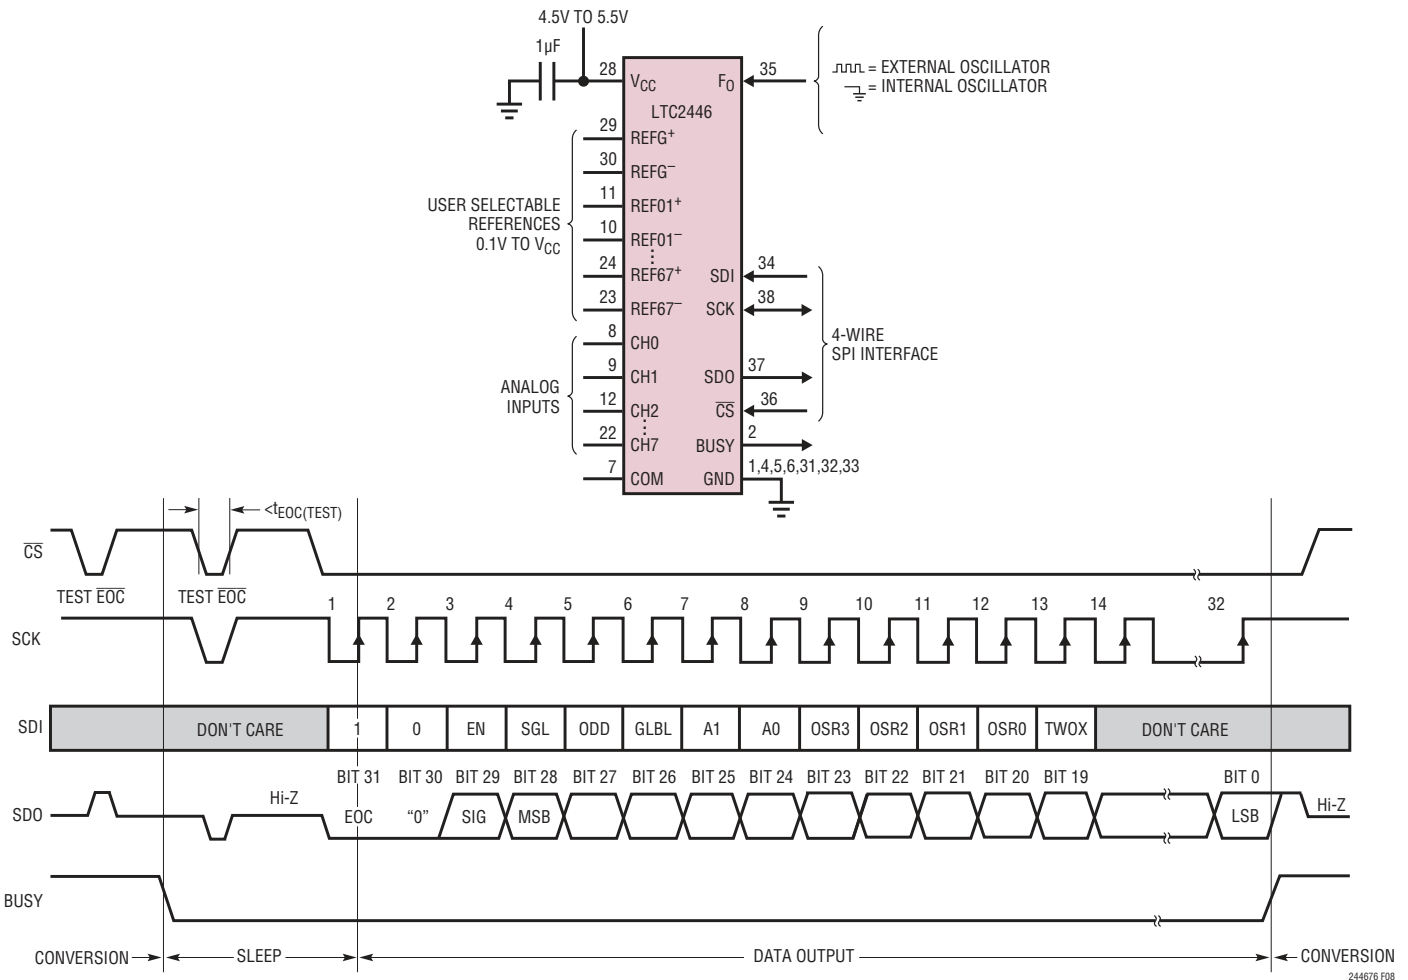 4.5V TO 5.5V
1µF
28
VCC
FO
35
= EXTERNAL OSCILLATOR
= INTERNAL OSCILLATOR
LTC2446
29
REFG+
30
REFG–
11
REF01+
10
REF01–
24
REF67+
23
REF67–
USER SELECTABLE
REFERENCES
0.1V TO VCC
SDI
34
SCK
38
4-WIRE
SPI INTERFACE
8
CH0
9
CH1
12
CH2
22
CH7
7
COM
ANALOG
INPUTS
SDO
37
CS
36
BUSY
2
GND
1,4,5,6,31,32,33
<tEOC(TEST)
CS
TEST EOC
TEST EOC
1 2 3 4 5 6 7 8 9 10 11 12 13 14 32
SCK
SDI
DON'T CARE 1 0 EN SGL ODD GLBL A1 A0 OSR3 OSR2 OSR1 OSR0 TWOX DON'T CARE
BIT 31 BIT 30 BIT 29 BIT 28 BIT 27 BIT 26 BIT 25 BIT 24 BIT 23 BIT 22 BIT 21 BIT 20 BIT 19 BIT 0
SDO
Hi-Z
EOC “0” SIG MSB LSB
Hi-Z
BUSY
CONVERSION SLEEP DATA OUTPUT CONVERSION
244676 F08